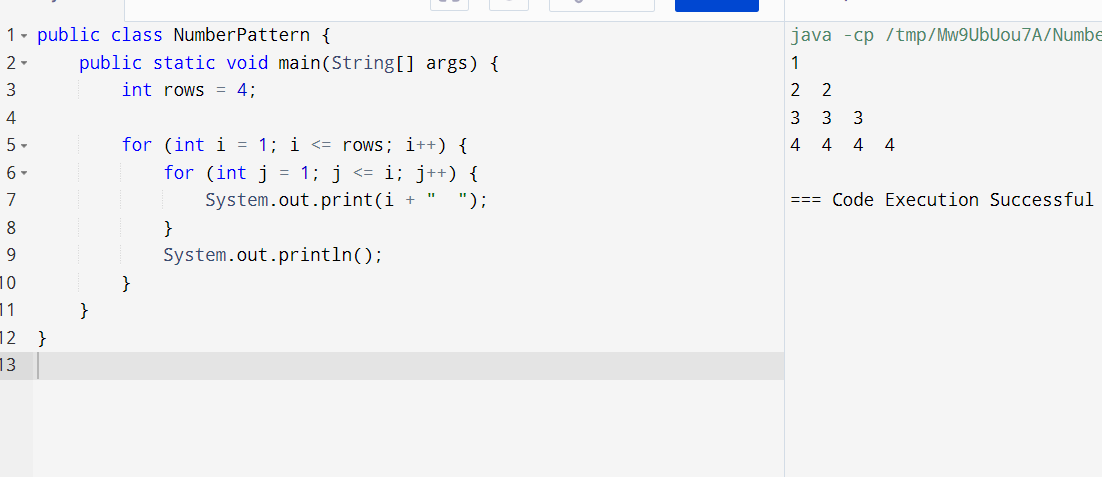 1 public class NumberPattern {
2     public static void main(String[] args) {
3         int rows = 4;
4
5         for (int i = 1; i <= rows; i++) {
6             for (int j = 1; j <= i; j++) {
7                 System.out.print(i + "  ");
8             }
9             System.out.println();
10         }
11     }
12 }
13
java -cp /tmp/Mw9UbUou7A/Numbe
1
2  2
3  3  3
4  4  4  4

=== Code Execution Successful